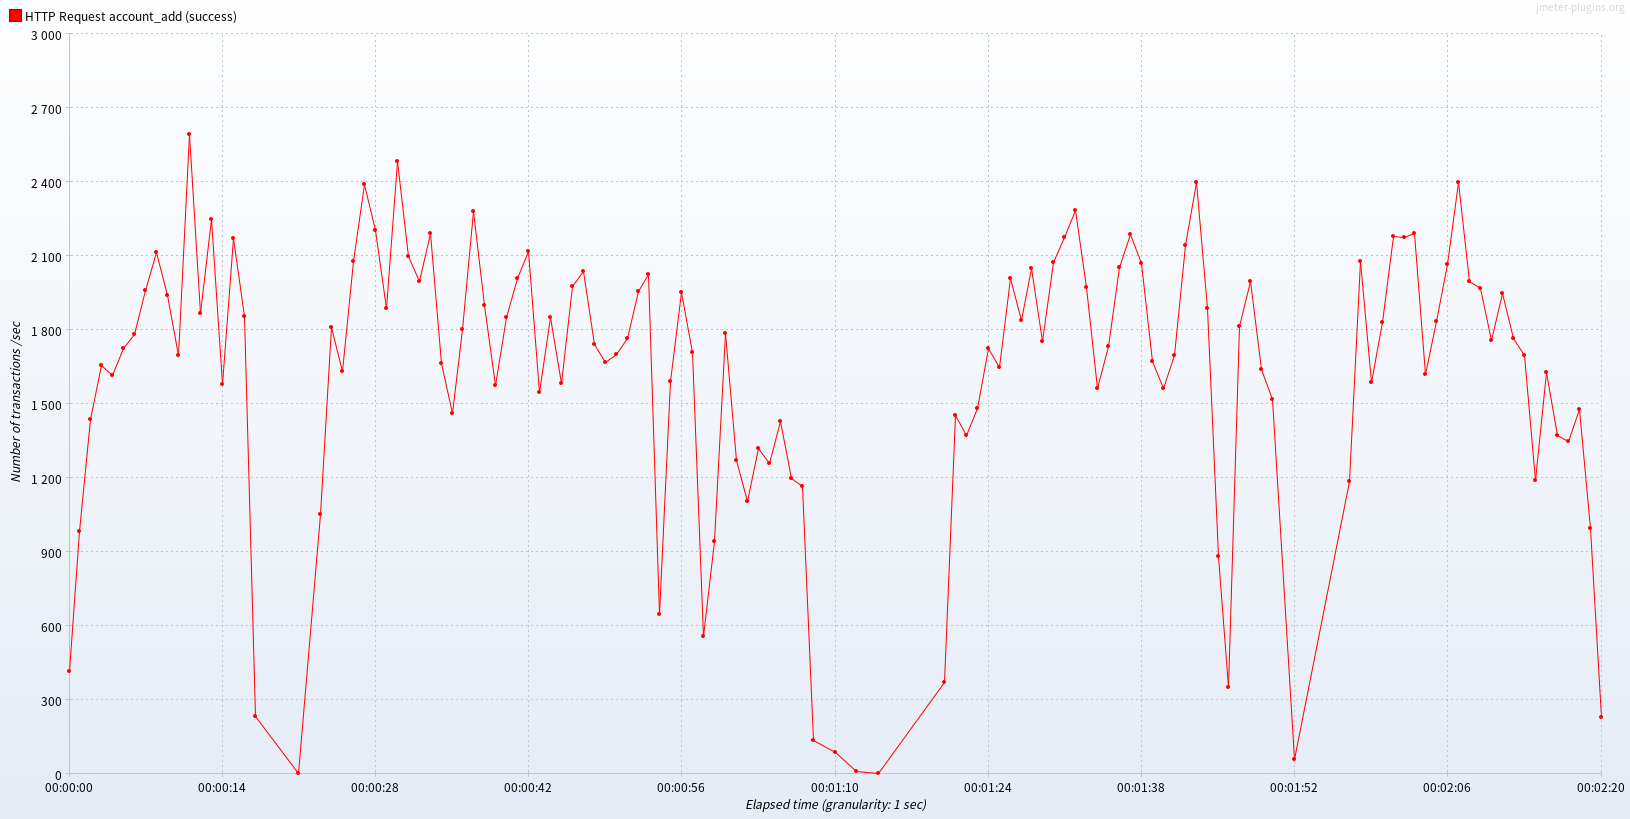 jmeter-plugins.org
HTTP Request account_add (success)
3 000
2 700
2 400
2 100
1 800
1 500
1 200
900
600
300
0
Number of transactions /sec
00:00:00 00:00:14 00:00:28 00:00:42 00:00:56 00:01:10 00:01:24 00:01:38 00:01:52 00:02:06 00:02:20
Elapsed time (granularity: 1 sec)